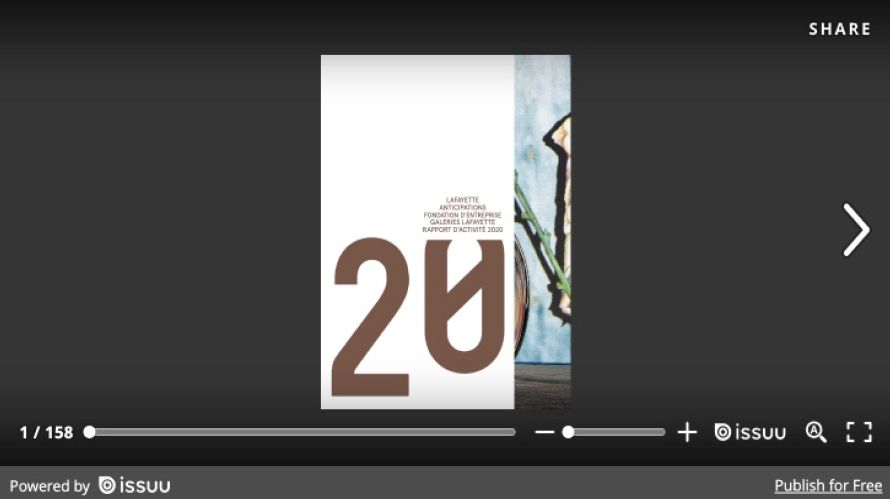 SHARE
LAFAYETTE
ANTICIPATIONS
FONDATION D'ENTREPRISE
GALERIES LAFAYETTE
RAPPORT D'ACTIVITÉ 2020
20
1 / 158
issuu
Powered by issuu
Publish for Free